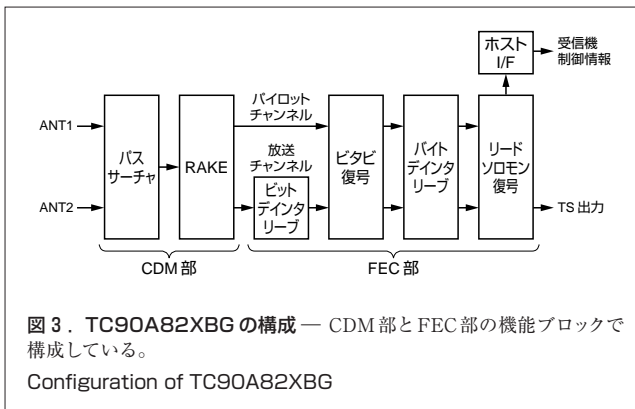 ホスト
I/F
受信機
制御情報
パイロット
チャンネル
ANT1
ANT2
パス
サーチャ
RAKE
放送
チャンネル
ビット
デインタ
リーブ
ビタビ
復号
バイト
デインタ
リーブ
リード
ソロモン
復号
TS 出力
CDM 部
FEC 部
図 3 . TC90A82XBG の構成 — CDM 部と FEC 部の機能ブロックで
構成している。
Configuration of TC90A82XBG